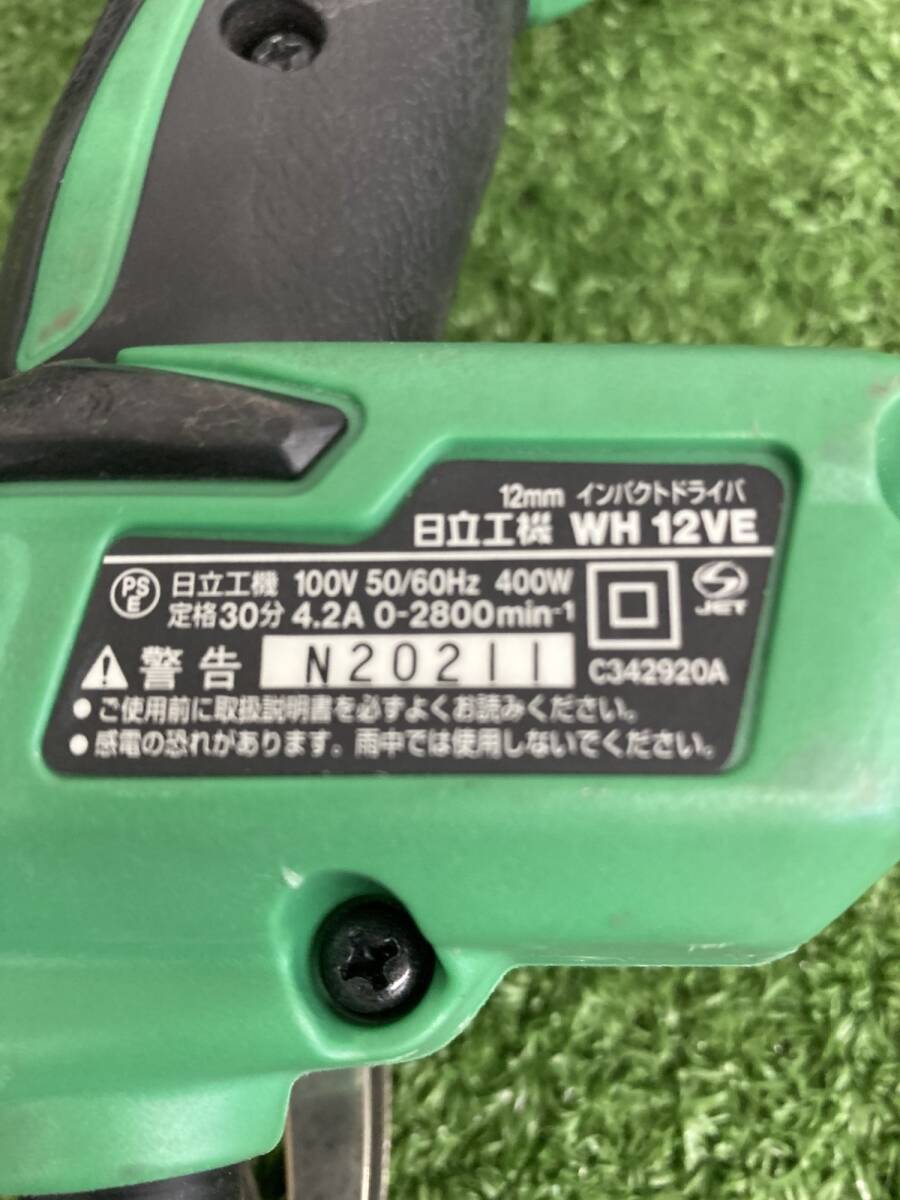 12mm インパクトドライバ
日立工機 WH 12VE
PS
E
日立工機 100V 50/60Hz 400W
定格30分 4.2A 0-2800min⁻¹
JET
警告 N20211
C342920A
●ご使用前に取扱説明書を必ずよくお読みください。
●感電の恐れがあります。雨中では使用しないでください。